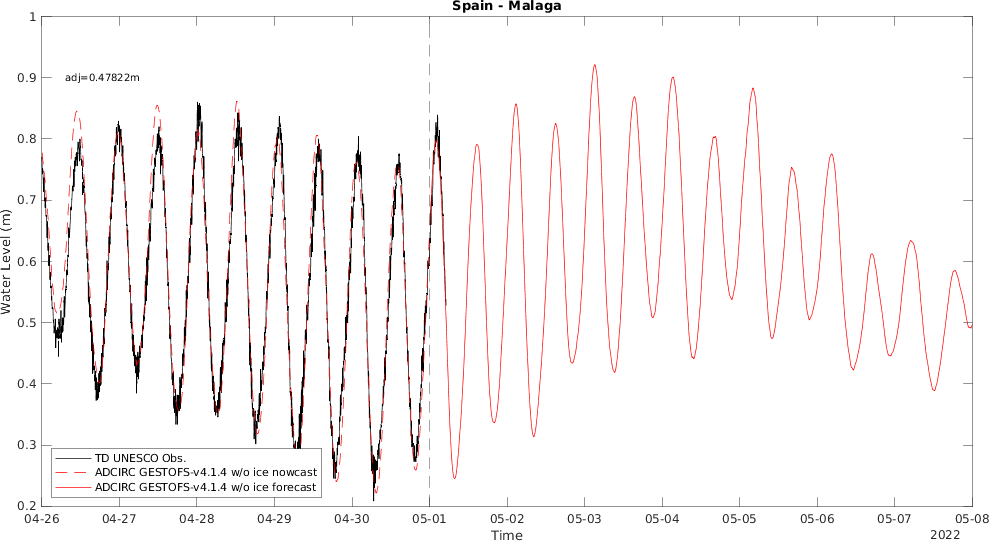 Spain - Malaga
1
0.9
0.8
0.7
0.6
0.5
0.4
0.3
0.2
Water Level (m)
adj=0.47822m
TD UNESCO Obs.
ADCIRC GESTOFS-v4.1.4 w/o ice nowcast
ADCIRC GESTOFS-v4.1.4 w/o ice forecast
04-26 04-27 04-28 04-29 04-30 05-01 05-02 05-03 05-04 05-05 05-06 05-07 05-08
Time
2022